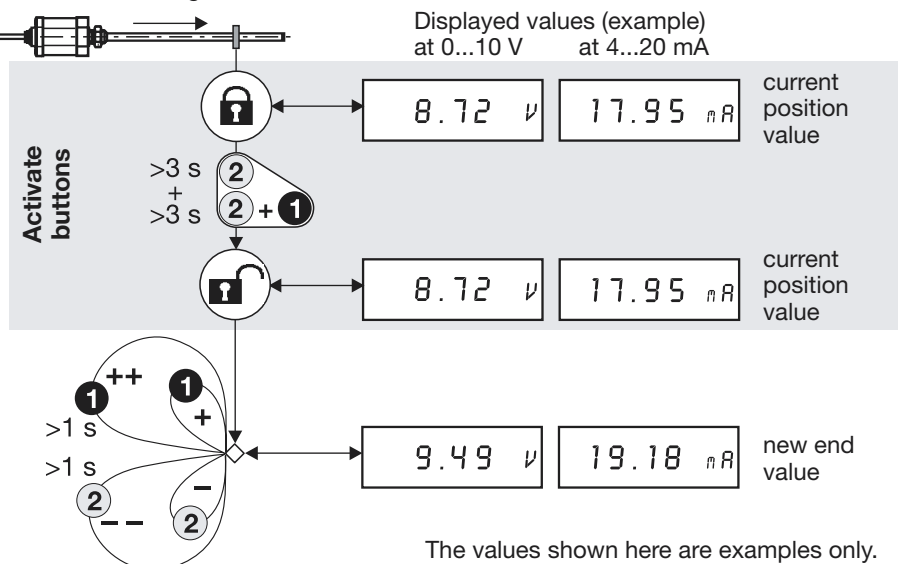 Displayed values (example)
at 0...10 V at 4...20 mA
8.72 V 17.95 mA
current
position
value
Activate
buttons
>3 s 2
+
>3 s 2 + 1
8.72 V 17.95 mA
current
position
value
1 ++ 1
+
>1 s
>1 s
2 – – – 2
9.49 V 19.18 mA
new end
value
The values shown here are examples only.